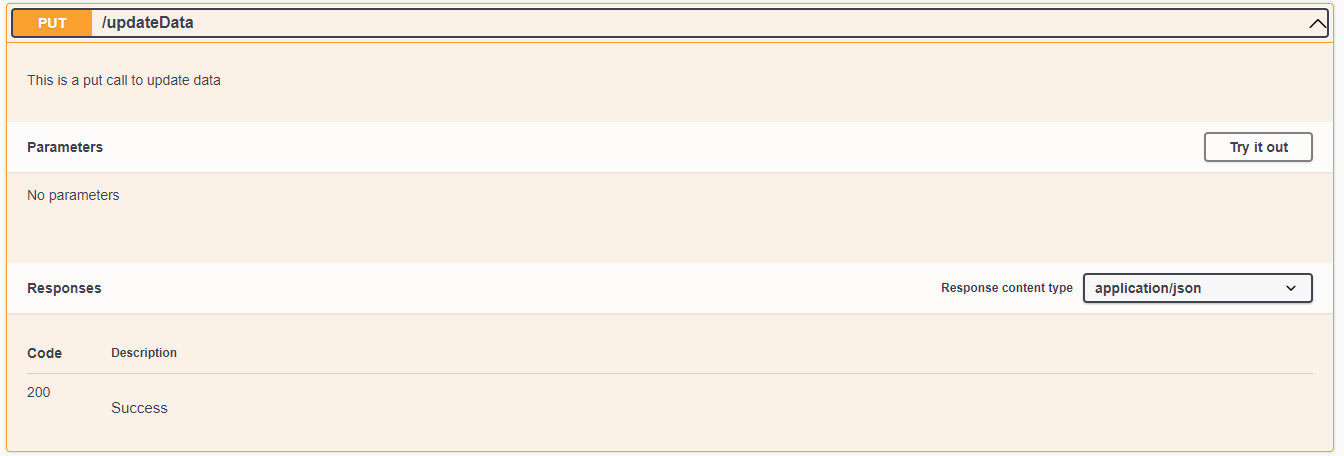 PUT /updateData
This is a put call to update data
Parameters Try it out
No parameters
Responses Response content type application/json
Code Description
200
Success